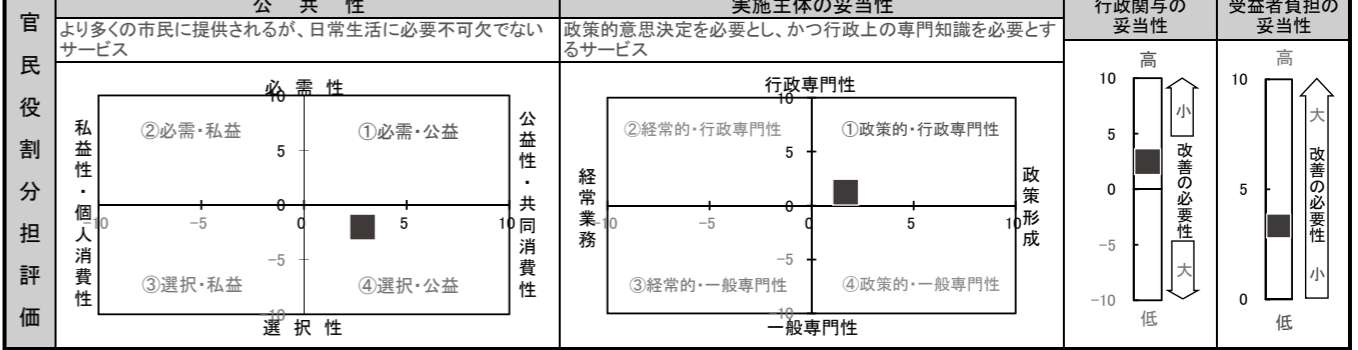 官民役割分担評価
公 共 性
より多くの市民に提供されるが、日常生活に必要不可欠でない
サービス
必 需 性
10
②必需・私益
①必需・公益
5
私益性・個人消費性
公益性・共同消費性
-10
-5
0
0
5
10
-5
③選択・私益
④選択・公益
-10
選 択 性
実施主体の妥当性
政策的意思決定を必要とし、かつ行政上の専門知識を必要とす
るサービス
行政専門性
10
②経常的・行政専門性
①政策的・行政専門性
5
経常業務
政策形成
-10
-5
0
0
5
10
-5
③経常的・一般専門性
④政策的・一般専門性
-10
一般専門性
行政関与の
妥当性
高
10
5
0
-5
-10
小
改善の必要性
大
低
受益者負担の
妥当性
高
10
5
0
大
改善の必要性
小
低